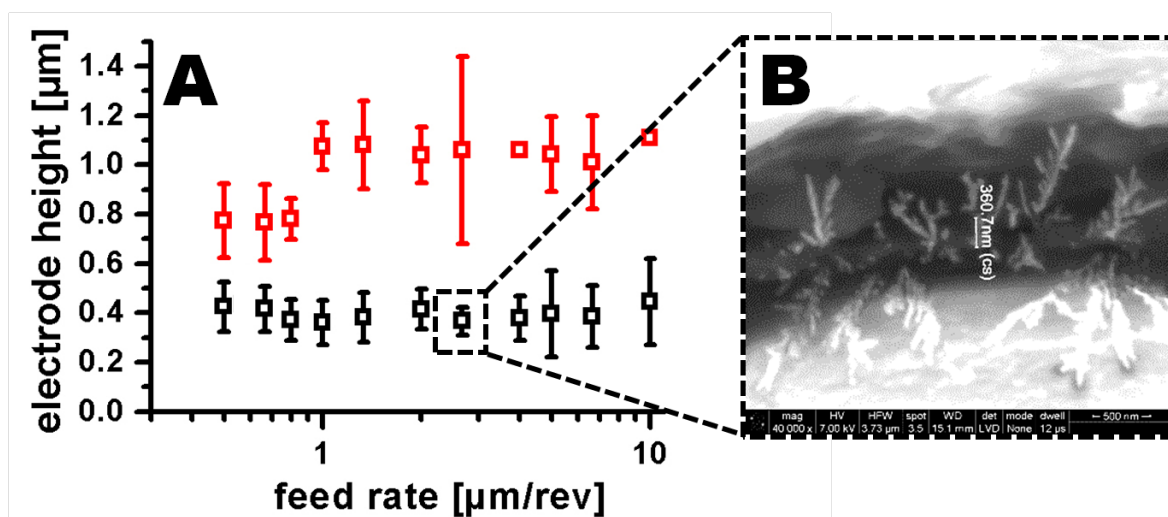 A
B
electrode height [µm]
1.4
1.2
1.0
0.8
0.6
0.4
0.2
0.0
1
10
feed rate [µm/rev]
360.7nm (cs)
mag HV HFW spot WD det mode dwell
40 000 x 7.00 kV 3.73 µm 3.5 15.1 mm LVD None 12 µs
500 nm